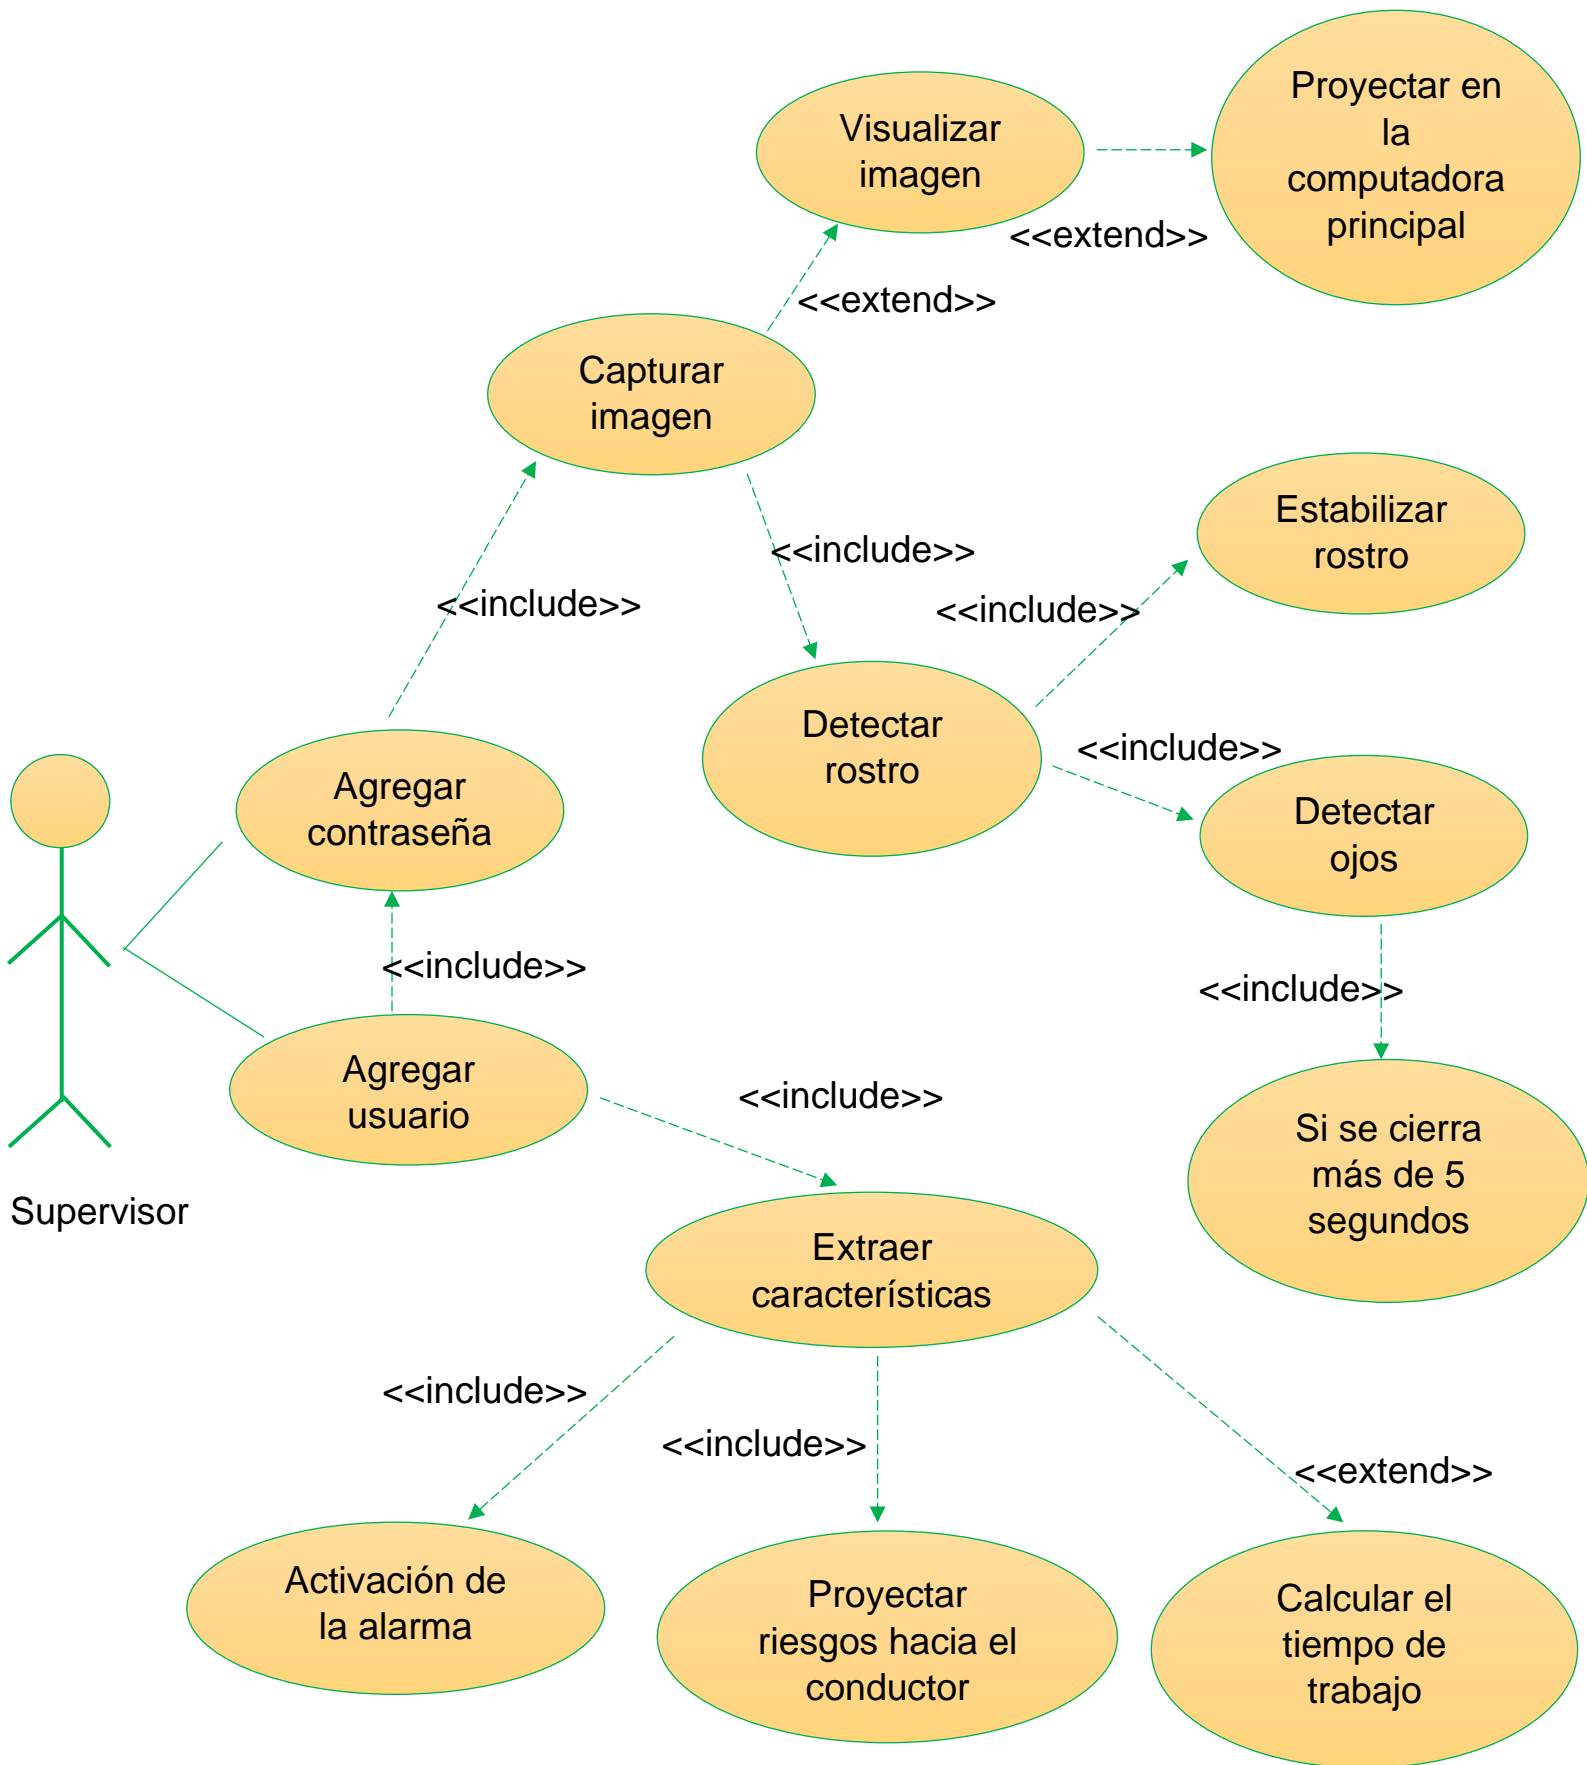 Proyectar en
la
computadora
principal
Visualizar
imagen
<<extend>>
<<extend>>
Capturar
imagen
Estabilizar
rostro
<<include>>
<<include>>
<<include>>
Detectar
rostro
<<include>>
Agregar
contraseña
Detectar
ojos
<<include>>
<<include>>
Agregar
usuario
<<include>>
Si se cierra
más de 5
segundos
Supervisor
Extraer
características
<<include>>
<<include>>
<<extend>>
Activación de
la alarma
Proyectar
riesgos hacia el
conductor
Calcular el
tiempo de
trabajo